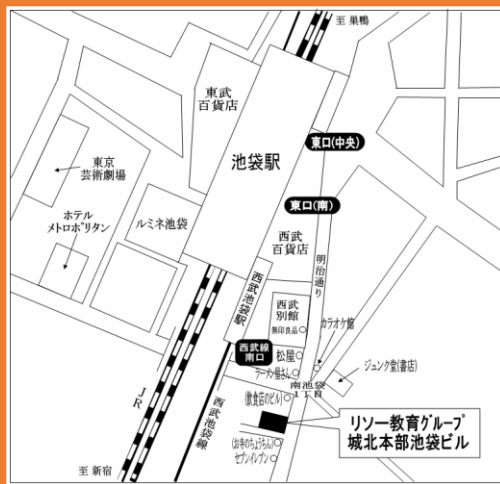 至 巣鴨
東武
百貨店
東口(中央)
池袋駅
東京
芸術劇場
東口(南)
ホテル
メトロポリタン
ルミネ池袋
西武
百貨店
明治通り
西武池袋駅
西武
別館
無印良品
カラオケ館
西武線
南口
松屋
ラーメン屋さん
ジュンク堂(書店)
南池袋
1丁目
JR
西武池袋線
(飲食店のビル)
リソー教育グループ
城北本部池袋ビル
(お寺のちょうちん)
セブンイレブン
至 新宿